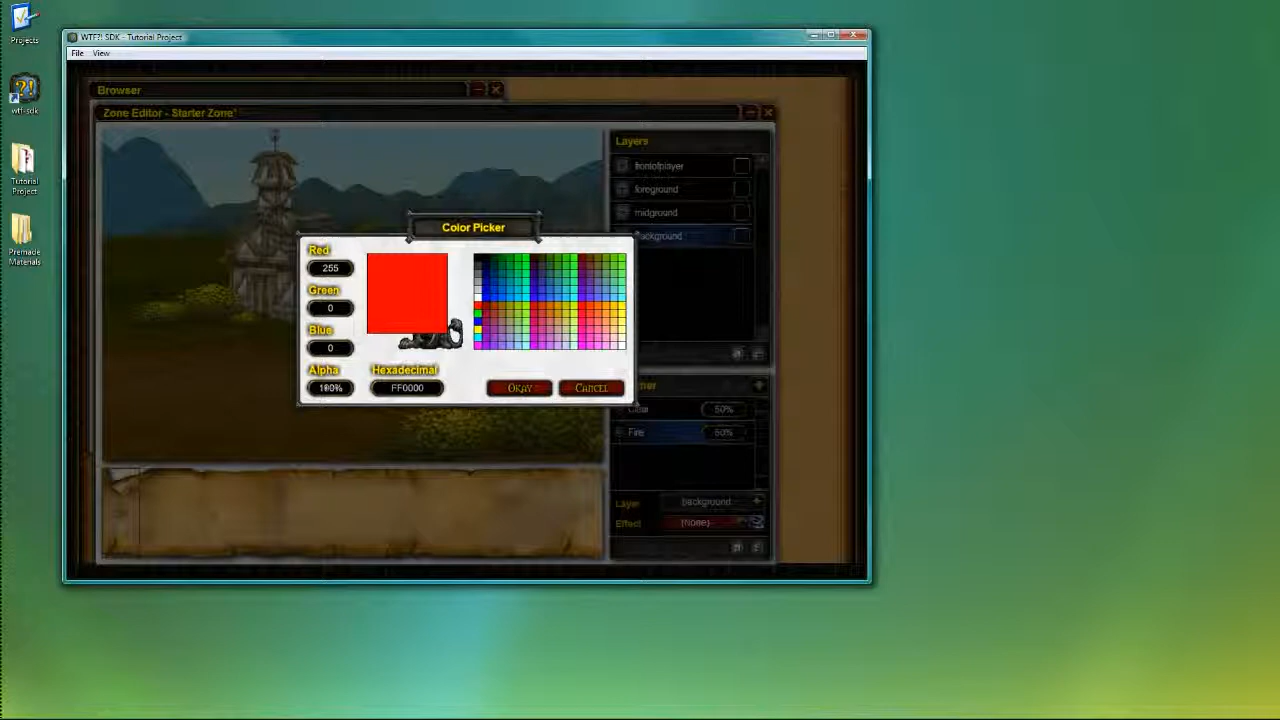 Projects
wtf-sdk
Tutorial
Project
Premade
Materials
WTF?! SDK - Tutorial Project
File View
Browser
Zone Editor - Starter Zone*
Layers
frontofplayer
foreground
midground
Color Picker
Red
255
Green
0
Blue
0
Alpha
100%
Hexadecimal
FF0000
Okay
Cancel
50%
Fire
50%
Layer
background
Effect
(None)